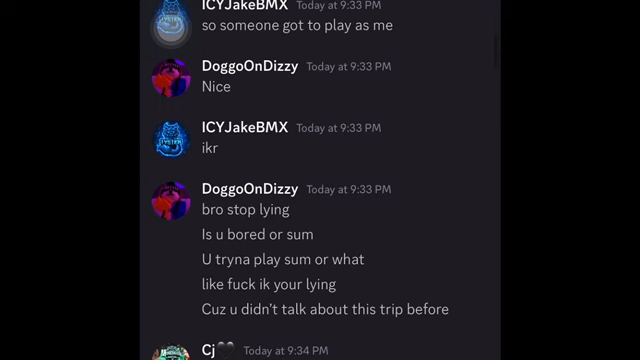 ICYJakeBMX Today at 9:33 PM
so someone got to play as me
DoggoOnDizzy Today at 9:33 PM
Nice
ICYJakeBMX Today at 9:33 PM
ikr
DoggoOnDizzy Today at 9:33 PM
bro stop lying
Is u bored or sum
U tryna play sum or what
like fuck ik your lying
Cuz u didn't talk about this trip before
Cj🖤 Today at 9:34 PM